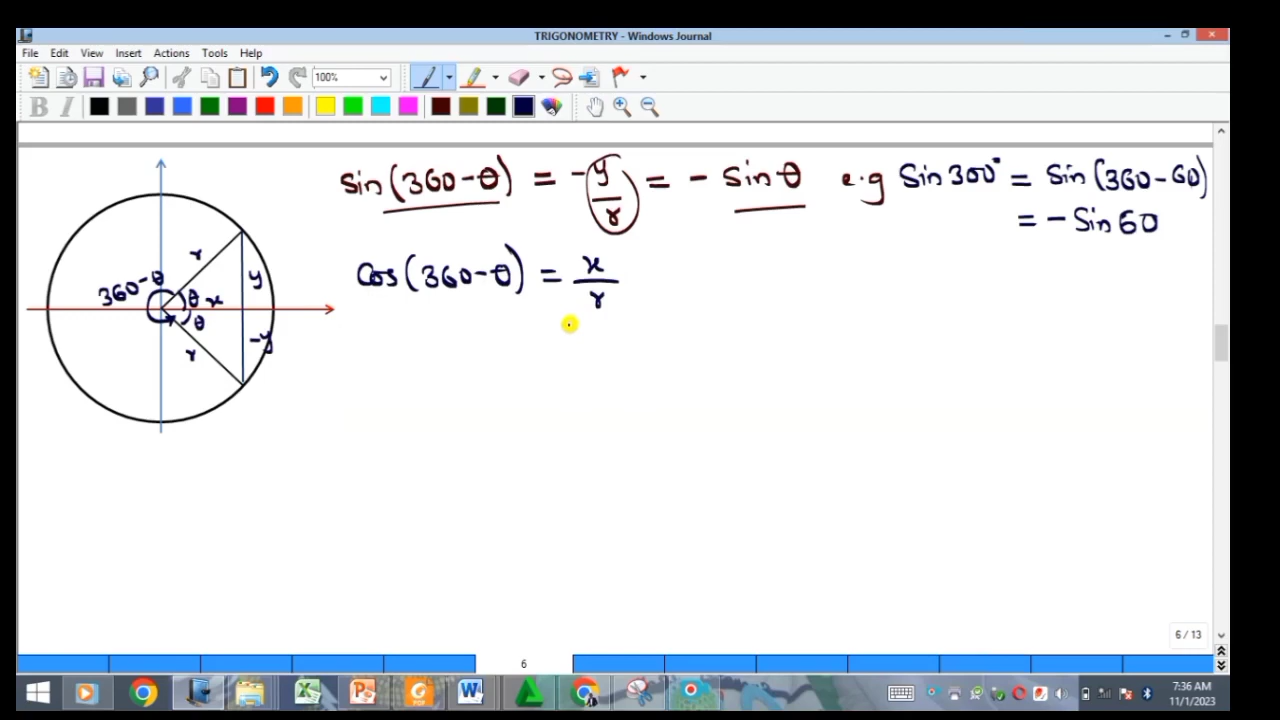 TRIGONOMETRY - Windows Journal
File Edit View Insert Actions Tools Help
100%
B I
sin(360-θ) = -y/r = - sin θ e.g Sin 300° = Sin(360-60)
= - Sin 60
Cos(360-θ) = x/r
r
y
360-θ
θ x
θ
r
-y
6 / 13
6
7:36 AM
11/1/2023